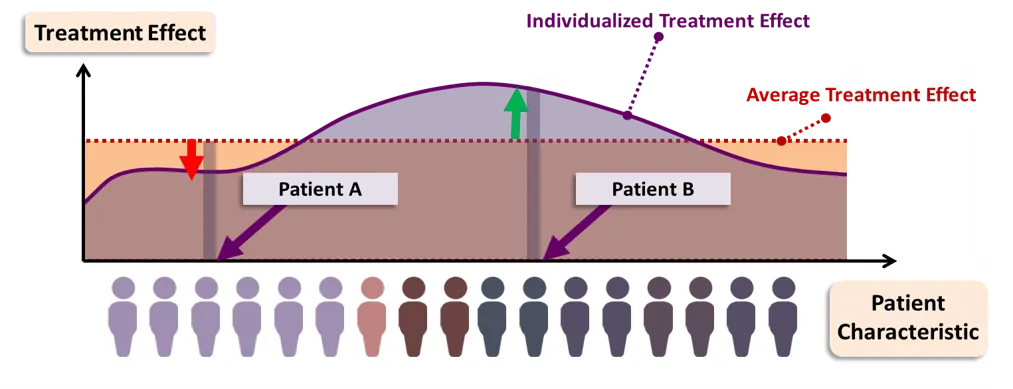 Individualized Treatment Effect
Treatment Effect
Average Treatment Effect
Patient A
Patient B
Patient
Characteristic